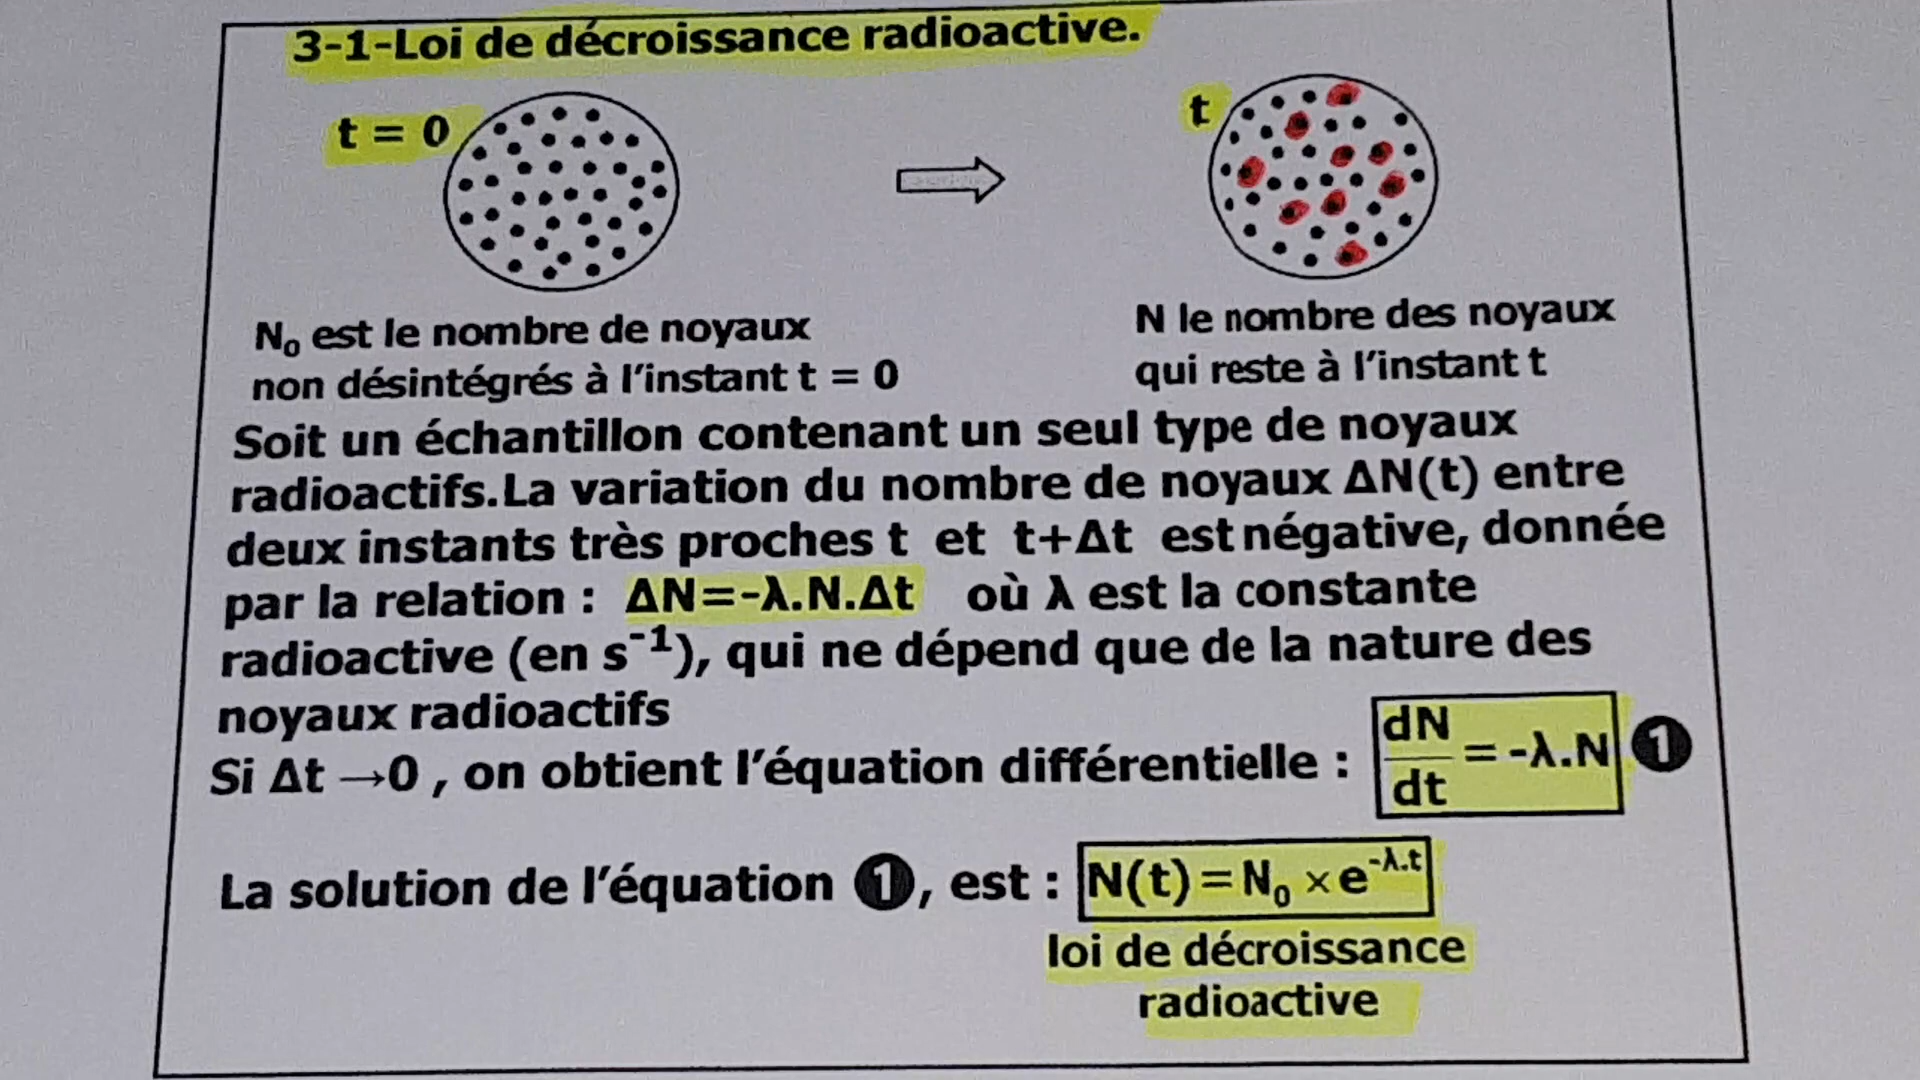 3-1-Loi de décroissance radioactive.
t = 0
t
N₀ est le nombre de noyaux
non désintégrés à l'instant t = 0
N le nombre des noyaux
qui reste à l'instant t
Soit un échantillon contenant un seul type de noyaux
radioactifs.La variation du nombre de noyaux ΔN(t) entre
deux instants très proches t et t+Δt est négative, donnée
par la relation : ΔN=-λ.N.Δt où λ est la constante
radioactive (en s⁻¹), qui ne dépend que de la nature des
noyaux radioactifs
Si Δt →0 , on obtient l'équation différentielle : dN/dt = -λ.N ❶
La solution de l'équation ❶, est : N(t) = N₀ × e^-λ.t
loi de décroissance
radioactive